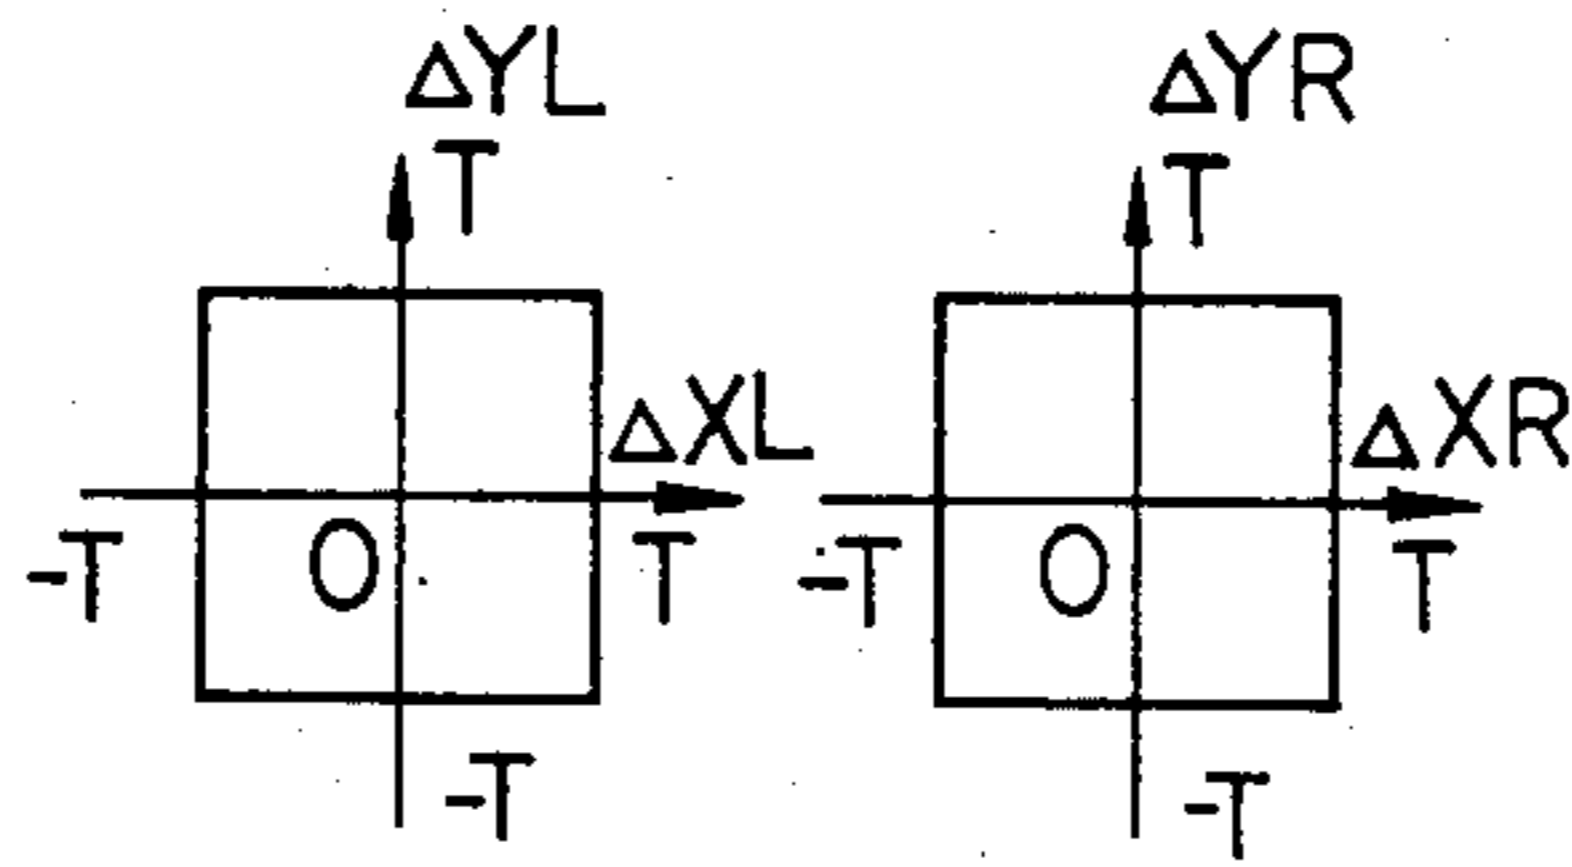 ΔYL ΔYR
T T
ΔXL ΔXR
-T O T -T O T
-T -T